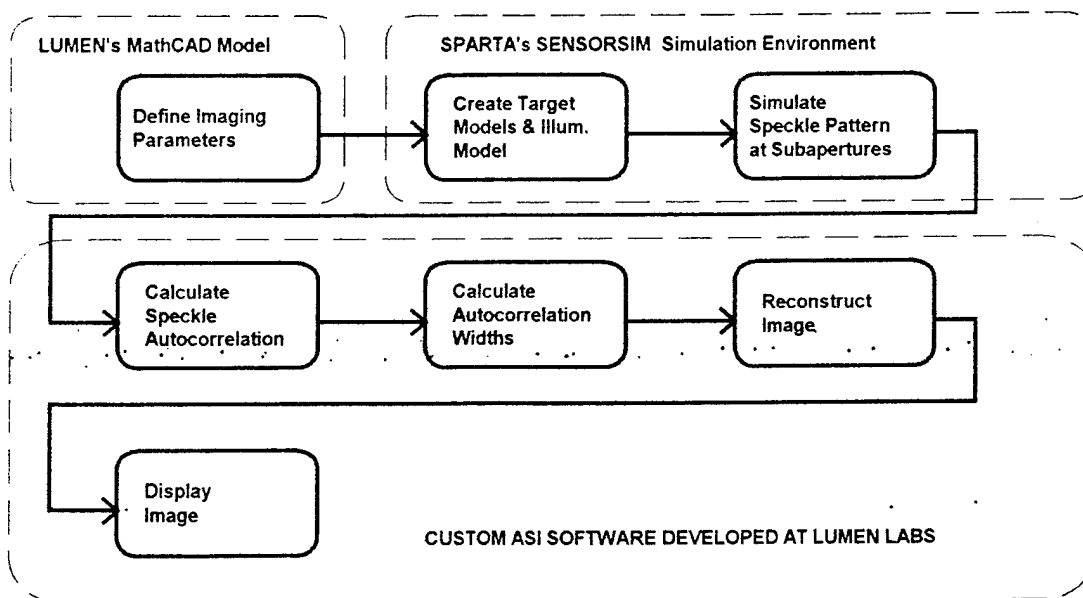 LUMEN's MathCAD Model
SPARTA's SENSORSIM Simulation Environment
Define Imaging
Parameters
Create Target
Models & Illum.
Model
Simulate
Speckle Pattern
at Subapertures
Calculate
Speckle
Autocorrelation
Calculate
Autocorrelation
Widths
Reconstruct
Image
Display
Image
CUSTOM ASI SOFTWARE DEVELOPED AT LUMEN LABS